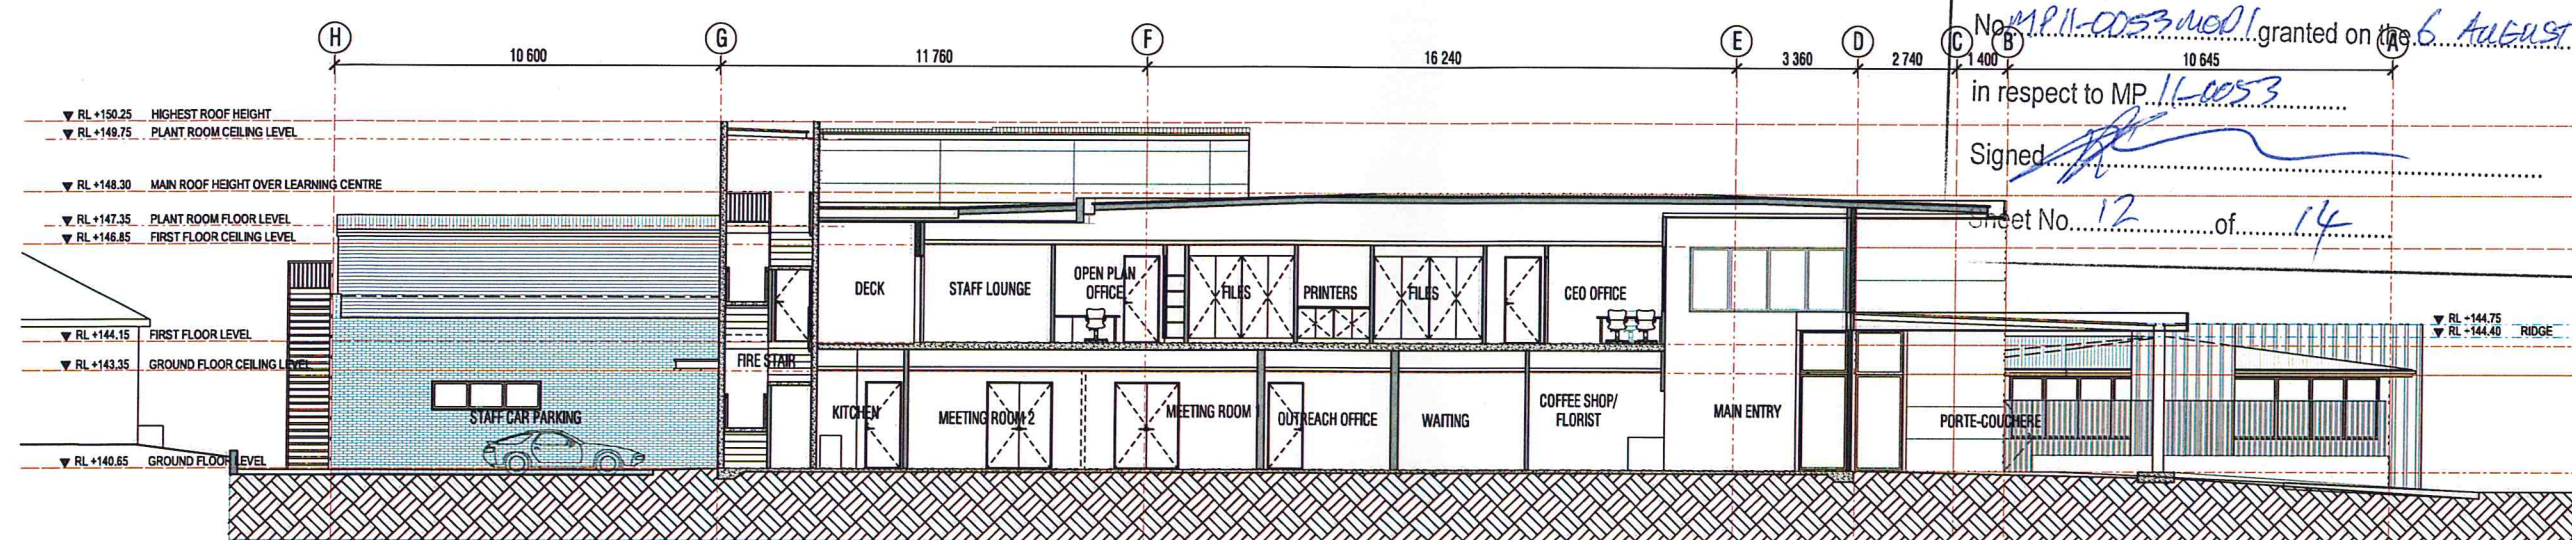 No. MP11-0053 MOD1 granted on the 6 AUGUST
in respect to MP 11-0053
Signed
Sheet No. 12 of 14
H G F E D C B A
10 600 11 760 16 240 3 360 2 740 1 400 10 645
RL +150.25 HIGHEST ROOF HEIGHT
RL +149.75 PLANT ROOM CEILING LEVEL
RL +148.30 MAIN ROOF HEIGHT OVER LEARNING CENTRE
RL +147.35 PLANT ROOM FLOOR LEVEL
RL +146.85 FIRST FLOOR CEILING LEVEL
RL +144.15 FIRST FLOOR LEVEL
RL +143.35 GROUND FLOOR CEILING LEVEL
RL +140.65 GROUND FLOOR LEVEL
DECK
STAFF LOUNGE
OPEN PLAN
OFFICE
FILES
PRINTERS
FILES
CEO OFFICE
RL +144.75
RL +144.40 RIDGE
FIRE STAIR
STAFF CAR PARKING
KITCHEN
MEETING ROOM 2
MEETING ROOM 1
OUTREACH OFFICE
WAITING
COFFEE SHOP/
FLORIST
MAIN ENTRY
PORTE-COUCHERE